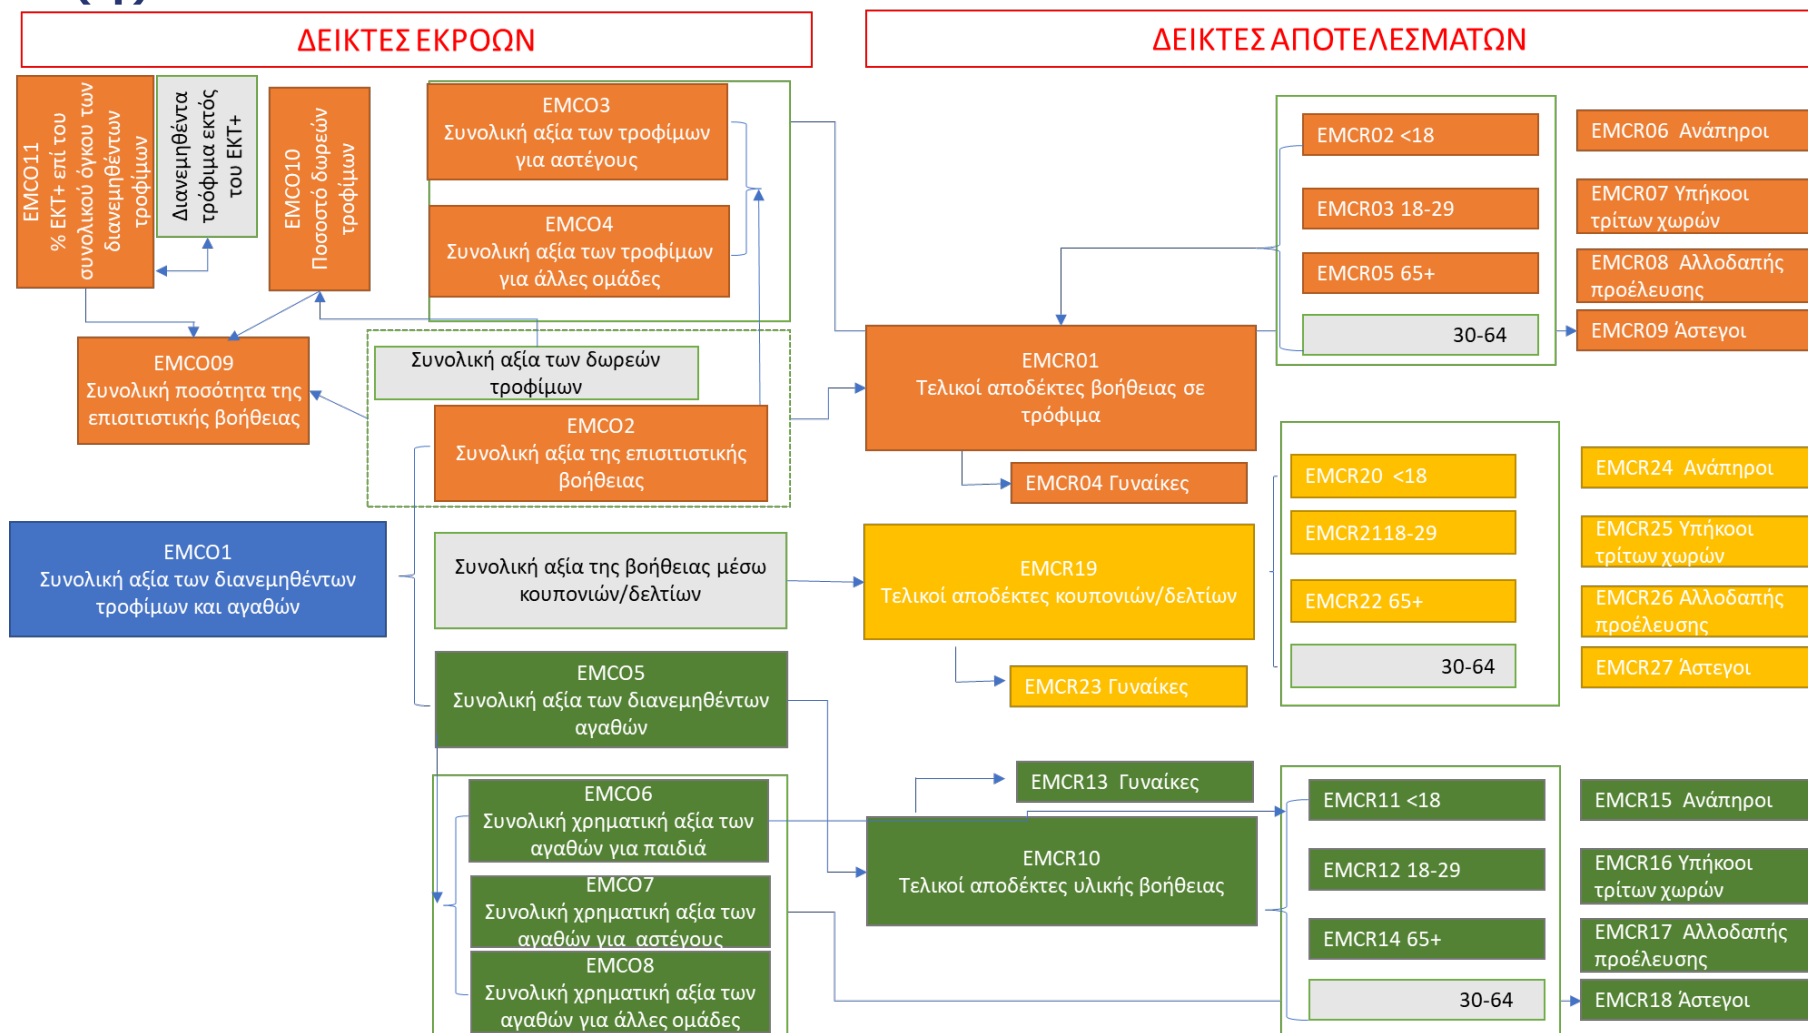 ΔΕΙΚΤΕΣ ΕΚΡΟΩΝ
ΔΕΙΚΤΕΣ ΑΠΟΤΕΛΕΣΜΑΤΩΝ
EMCO11
% ΕΚΤ+ επί του
συνολικού όγκου των
διανεμηθέντων
τροφίμων
Διανεμηθέντα
τρόφιμα εκτός
του ΕΚΤ+
EMCO10
Ποσοστό δωρεών
τροφίμων
EMCO3
Συνολική αξία των τροφίμων
για αστέγους
EMCO4
Συνολική αξία των τροφίμων
για άλλες ομάδες
EMCO09
Συνολική ποσότητα της
επισιτιστικής βοήθειας
Συνολική αξία των δωρεών
τροφίμων
EMCO2
Συνολική αξία της επισιτιστικής
βοήθειας
EMCO1
Συνολική αξία των διανεμηθέντων
τροφίμων και αγαθών
Συνολική αξία της βοήθειας μέσω
κουπονιών/δελτίων
EMCO5
Συνολική αξία των διανεμηθέντων
αγαθών
EMCO6
Συνολική χρηματική αξία των
αγαθών για παιδιά
EMCO7
Συνολική χρηματική αξία των
αγαθών για αστέγους
EMCO8
Συνολική χρηματική αξία των
αγαθών για άλλες ομάδες
EMCR01
Τελικοί αποδέκτες βοήθειας σε
τρόφιμα
EMCR04 Γυναίκες
EMCR02 <18
EMCR03 18-29
EMCR05 65+
30-64
EMCR06 Ανάπηροι
EMCR07 Υπήκοοι
τρίτων χωρών
EMCR08 Αλλοδαπής
προέλευσης
EMCR09 Άστεγοι
EMCR19
Τελικοί αποδέκτες κουπονιών/δελτίων
EMCR23 Γυναίκες
EMCR20 <18
EMCR2118-29
EMCR22 65+
30-64
EMCR24 Ανάπηροι
EMCR25 Υπήκοοι
τρίτων χωρών
EMCR26 Αλλοδαπής
προέλευσης
EMCR27 Άστεγοι
EMCR13 Γυναίκες
EMCR10
Τελικοί αποδέκτες υλικής βοήθειας
EMCR11 <18
EMCR12 18-29
EMCR14 65+
30-64
EMCR15 Ανάπηροι
EMCR16 Υπήκοοι
τρίτων χωρών
EMCR17 Αλλοδαπής
προέλευσης
EMCR18 Άστεγοι